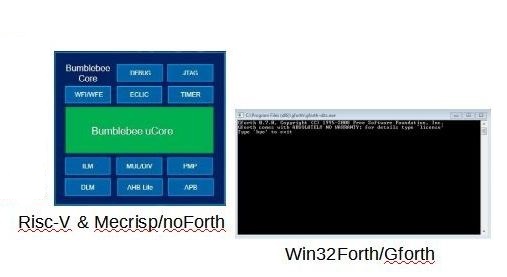 Bumblebee
Core
DEBUG
JTAG
WFI/WFE
ECLIC
TIMER
Bumblebee uCore
ILM
MUL/DIV
PMP
DLM
AHB Lite
APB
Risc-V & Mecrisp/noForth
C:\Program Files (x86)\gforth\gforth-ditc.exe
Gforth 0.7.0, Copyright (C) 1995-2008 Free Software Foundation, Inc.
Gforth comes with ABSOLUTELY NO WARRANTY; for details type `license'
Type `bye' to exit
Win32Forth/Gforth